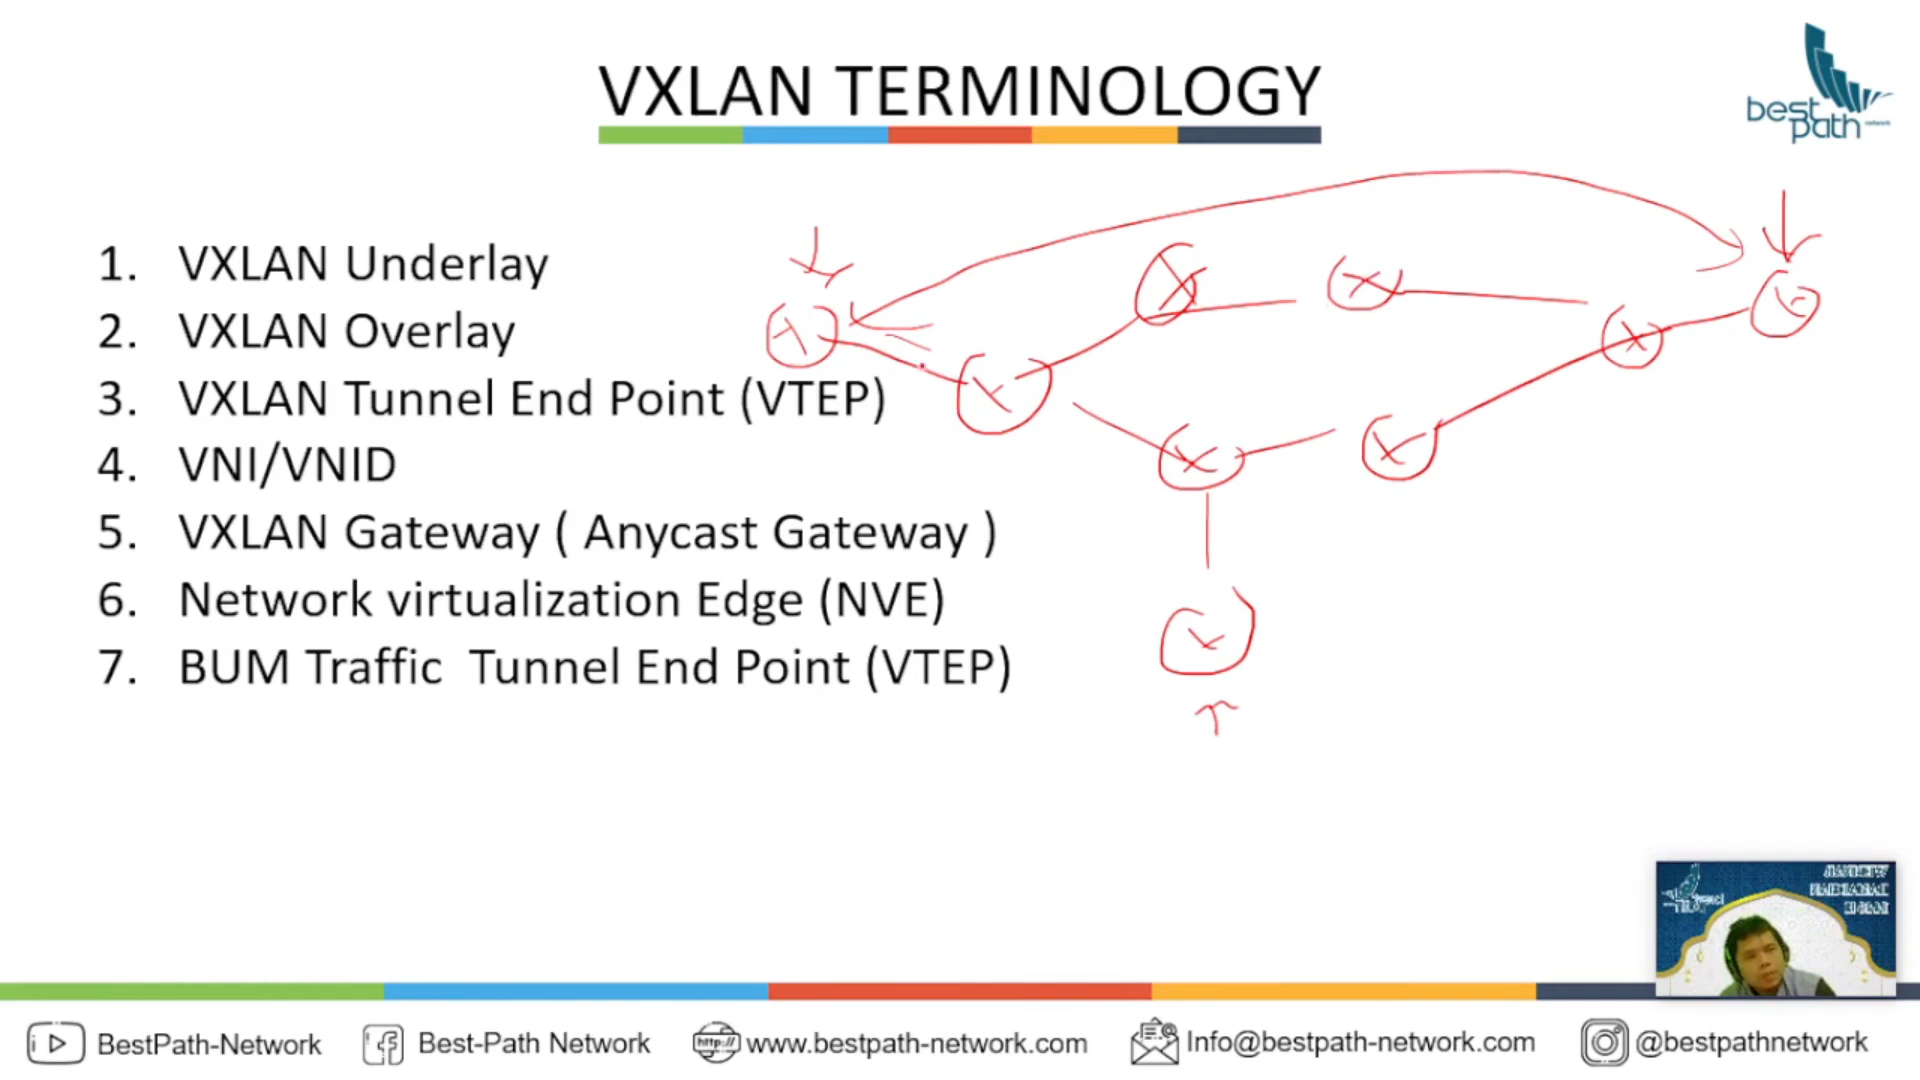 VXLAN TERMINOLOGY
best
path
network
1. VXLAN Underlay
2. VXLAN Overlay
3. VXLAN Tunnel End Point (VTEP)
4. VNI/VNID
5. VXLAN Gateway ( Anycast Gateway )
6. Network virtualization Edge (NVE)
7. BUM Traffic Tunnel End Point (VTEP)
BestPath-Network
Best-Path Network
http://
www.bestpath-network.com
Info@bestpath-network.com
@bestpathnetwork